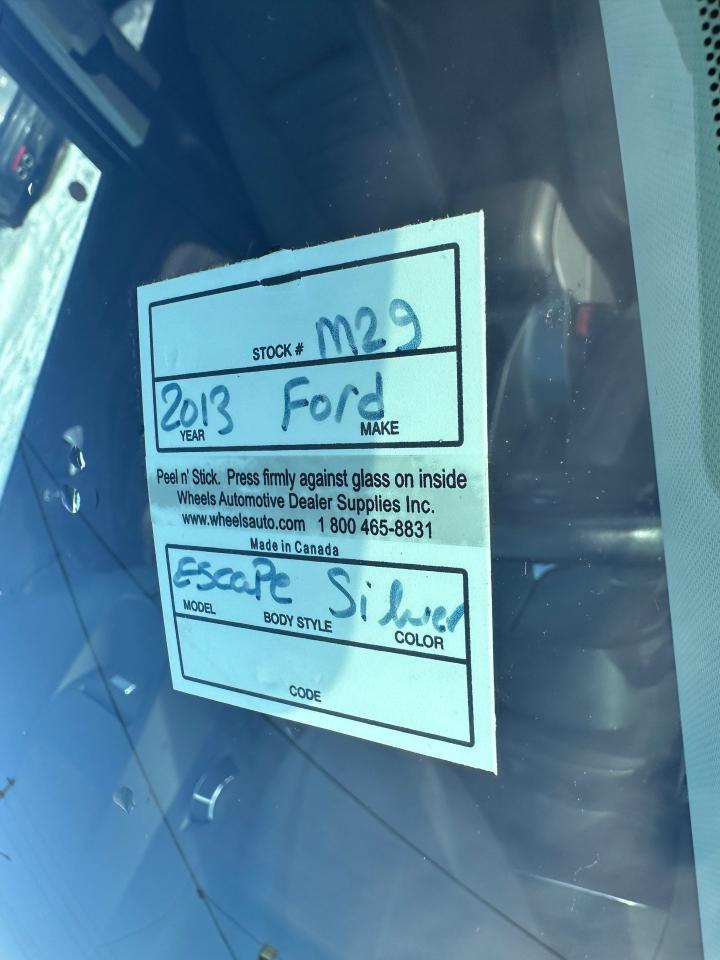 STOCK # M29
2013 Ford
YEAR MAKE
Peel n' Stick. Press firmly against glass on inside
Wheels Automotive Dealer Supplies Inc.
www.wheelsauto.com 1 800 465-8831
Made in Canada
Escape Silver
MODEL BODY STYLE COLOR
CODE